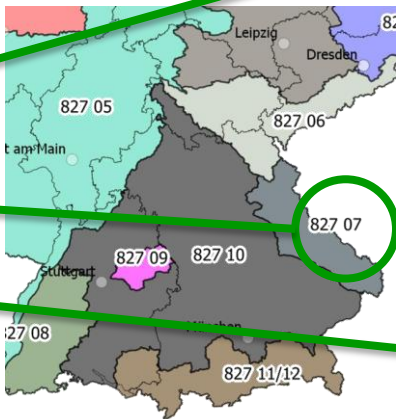 Leipzig
82
Dresden
827 05
827 06
t am Main
827 07
827 09
827 10
Stuttgart
827 08
München
827 11/12